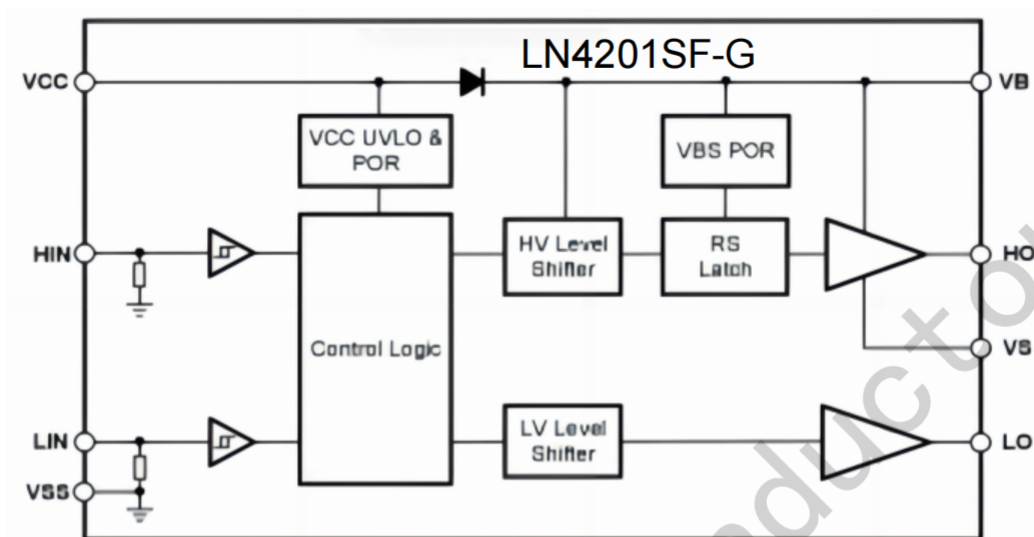 LN4201SF-G
VCC
VB
VCC UVLO &
POR
VBS POR
HIN
HV Level
Shifter
RS
Latch
HO
Control Logic
VS
LIN
LV Level
Shifter
LO
VSS